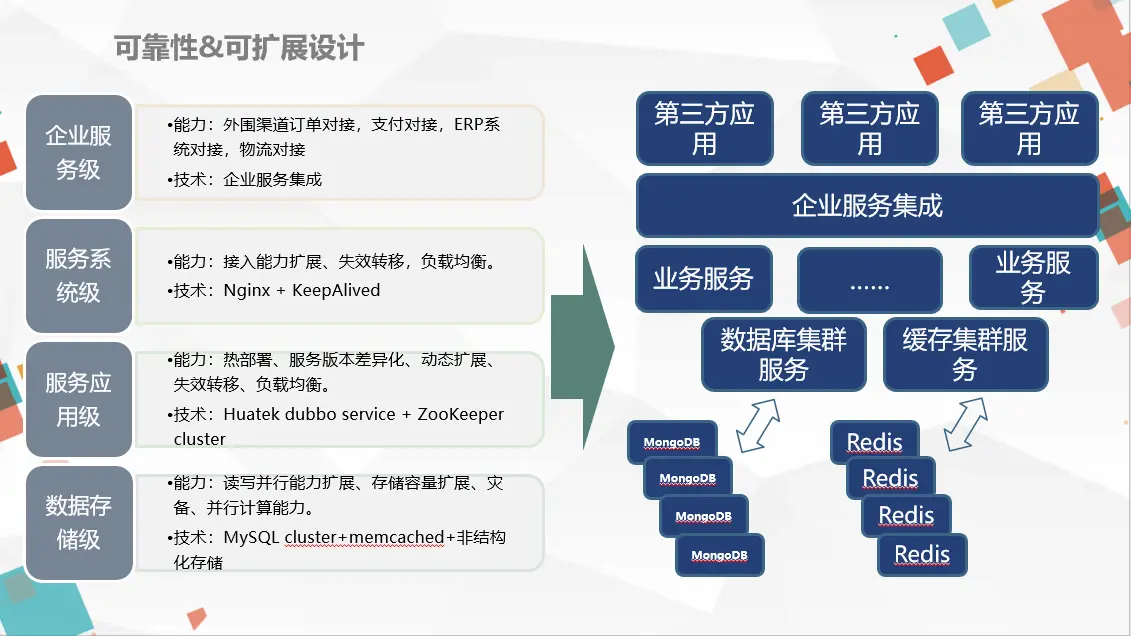 可靠性&可扩展设计
企业服
务级
•能力：外围渠道订单对接，支付对接，ERP系
统对接，物流对接
•技术：企业服务集成
服务系
统级
•能力：接入能力扩展、失效转移，负载均衡。
•技术：Nginx + KeepAlived
服务应
用级
•能力：热部署、服务版本差异化、动态扩展、
失效转移、负载均衡。
•技术：Huatek dubbo service + ZooKeeper
cluster
数据存
储级
•能力：读写并行能力扩展、存储容量扩展、灾
备、并行计算能力。
•技术：MySQL cluster+memcached+非结构
化存储
第三方应
用
第三方应
用
第三方应
用
企业服务集成
业务服务
……
业务服
务
数据库集群
服务
缓存集群服
务
MongoDB
MongoDB
MongoDB
MongoDB
Redis
Redis
Redis
Redis